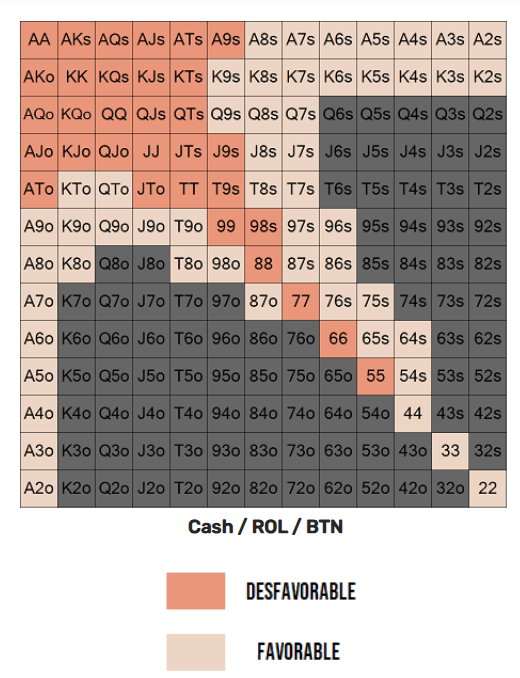 AA AKs AQs AJs ATs A9s A8s A7s A6s A5s A4s A3s A2s
AKo KK KQs KJs KTs K9s K8s K7s K6s K5s K4s K3s K2s
AQo KQo QQ QJs QTs Q9s Q8s Q7s Q6s Q5s Q4s Q3s Q2s
AJo KJo QJo JJ JTs J9s J8s J7s J6s J5s J4s J3s J2s
ATo KTo QTo JTo TT T9s T8s T7s T6s T5s T4s T3s T2s
A9o K9o Q9o J9o T9o 99 98s 97s 96s 95s 94s 93s 92s
A8o K8o Q8o J8o T8o 98o 88 87s 86s 85s 84s 83s 82s
A7o K7o Q7o J7o T7o 97o 87o 77 76s 75s 74s 73s 72s
A6o K6o Q6o J6o T6o 96o 86o 76o 66 65s 64s 63s 62s
A5o K5o Q5o J5o T5o 95o 85o 75o 65o 55 54s 53s 52s
A4o K4o Q4o J4o T4o 94o 84o 74o 64o 54o 44 43s 42s
A3o K3o Q3o J3o T3o 93o 83o 73o 63o 53o 43o 33 32s
A2o K2o Q2o J2o T2o 92o 82o 72o 62o 52o 42o 32o 22
Cash / ROL / BTN
DESFAVORABLE
FAVORABLE